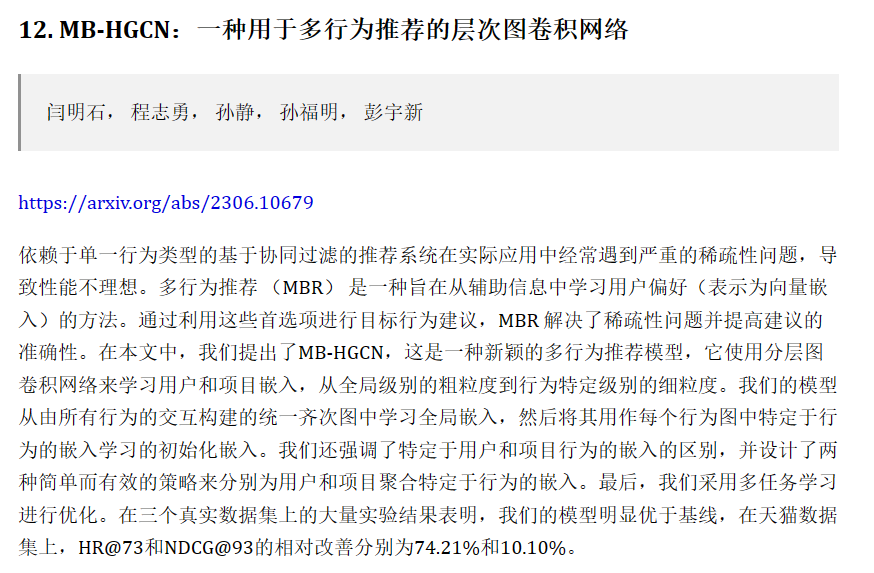 12. MB-HGCN：一种用于多行为推荐的层次图卷积网络
闫明石， 程志勇， 孙静， 孙福明， 彭宇新
https://arxiv.org/abs/2306.10679
依赖于单一行为类型的基于协同过滤的推荐系统在实际应用中经常遇到严重的稀疏性问题，导
致性能不理想。多行为推荐 （MBR） 是一种旨在从辅助信息中学习用户偏好（表示为向量嵌
入）的方法。通过利用这些首选项进行目标行为建议，MBR 解决了稀疏性问题并提高建议的
准确性。在本文中，我们提出了MB-HGCN，这是一种新颖的多行为推荐模型，它使用分层图
卷积网络来学习用户和项目嵌入，从全局级别的粗粒度到行为特定级别的细粒度。我们的模型
从由所有行为的交互构建的统一齐次图中学习全局嵌入，然后将其用作每个行为图中特定于行
为的嵌入学习的初始化嵌入。我们还强调了特定于用户和项目行为的嵌入的区别，并设计了两
种简单而有效的策略来分别为用户和项目聚合特定于行为的嵌入。最后，我们采用多任务学习
进行优化。在三个真实数据集上的大量实验结果表明，我们的模型明显优于基线，在天猫数据
集上，HR@73和NDCG@93的相对改善分别为74.21%和10.10%。